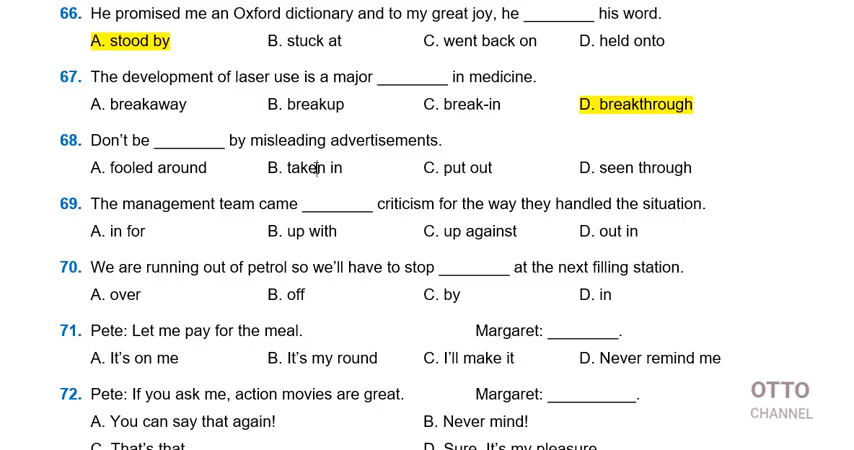 66. He promised me an Oxford dictionary and to my great joy, he ________ his word.
A. stood by B. stuck at C. went back on D. held onto
67. The development of laser use is a major ________ in medicine.
A. breakaway B. breakup C. break-in D. breakthrough
68. Don't be ________ by misleading advertisements.
A. fooled around B. taken in C. put out D. seen through
69. The management team came ________ criticism for the way they handled the situation.
A. in for B. up with C. up against D. out in
70. We are running out of petrol so we'll have to stop ________ at the next filling station.
A. over B. off C. by D. in
71. Pete: Let me pay for the meal. Margaret: ________.
A. It's on me B. It's my round C. I'll make it D. Never remind me
72. Pete: If you ask me, action movies are great. Margaret: __________.
A. You can say that again! B. Never mind!
C. That's that D. Sure. It's my pleasure
OTTO
CHANNEL